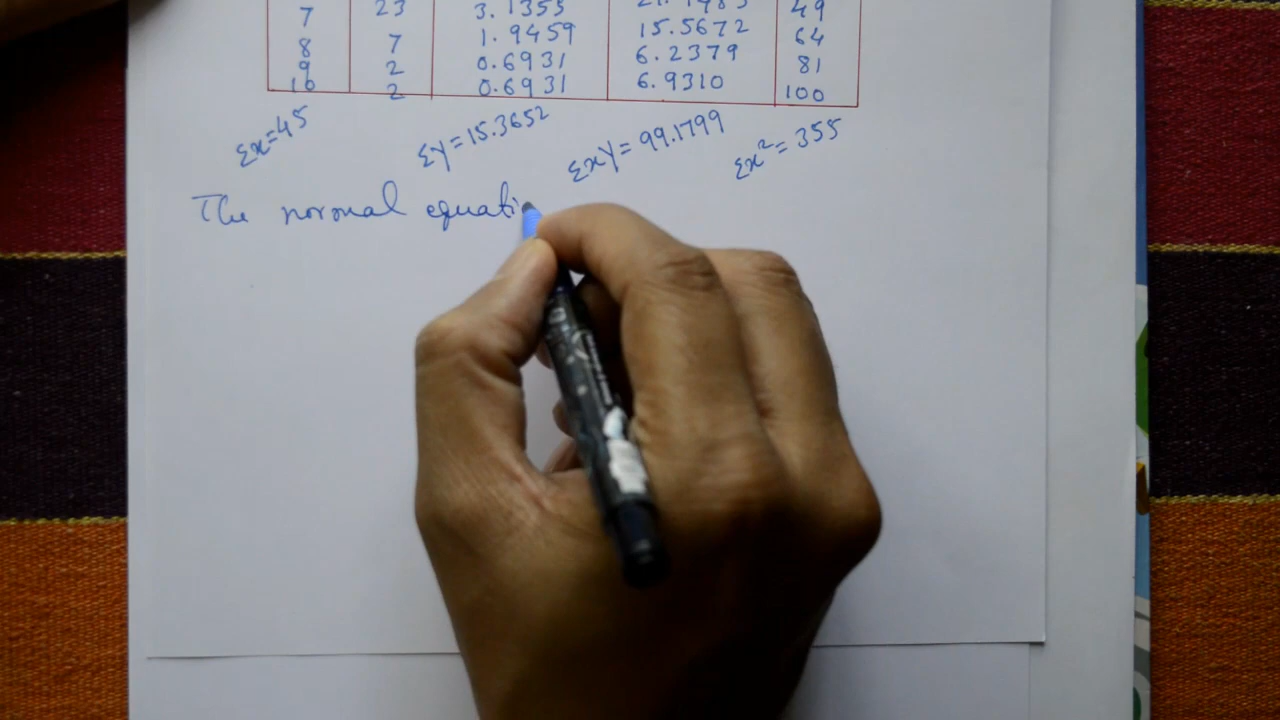 7 23 3.1355 21.9485 49
8 7 1.9459 15.5672 64
9 2 0.6931 6.2379 81
10 2 0.6931 6.9310 100
Σx=45 ΣY=15.3652 ΣxY=99.1799 Σx²=355
The normal equati